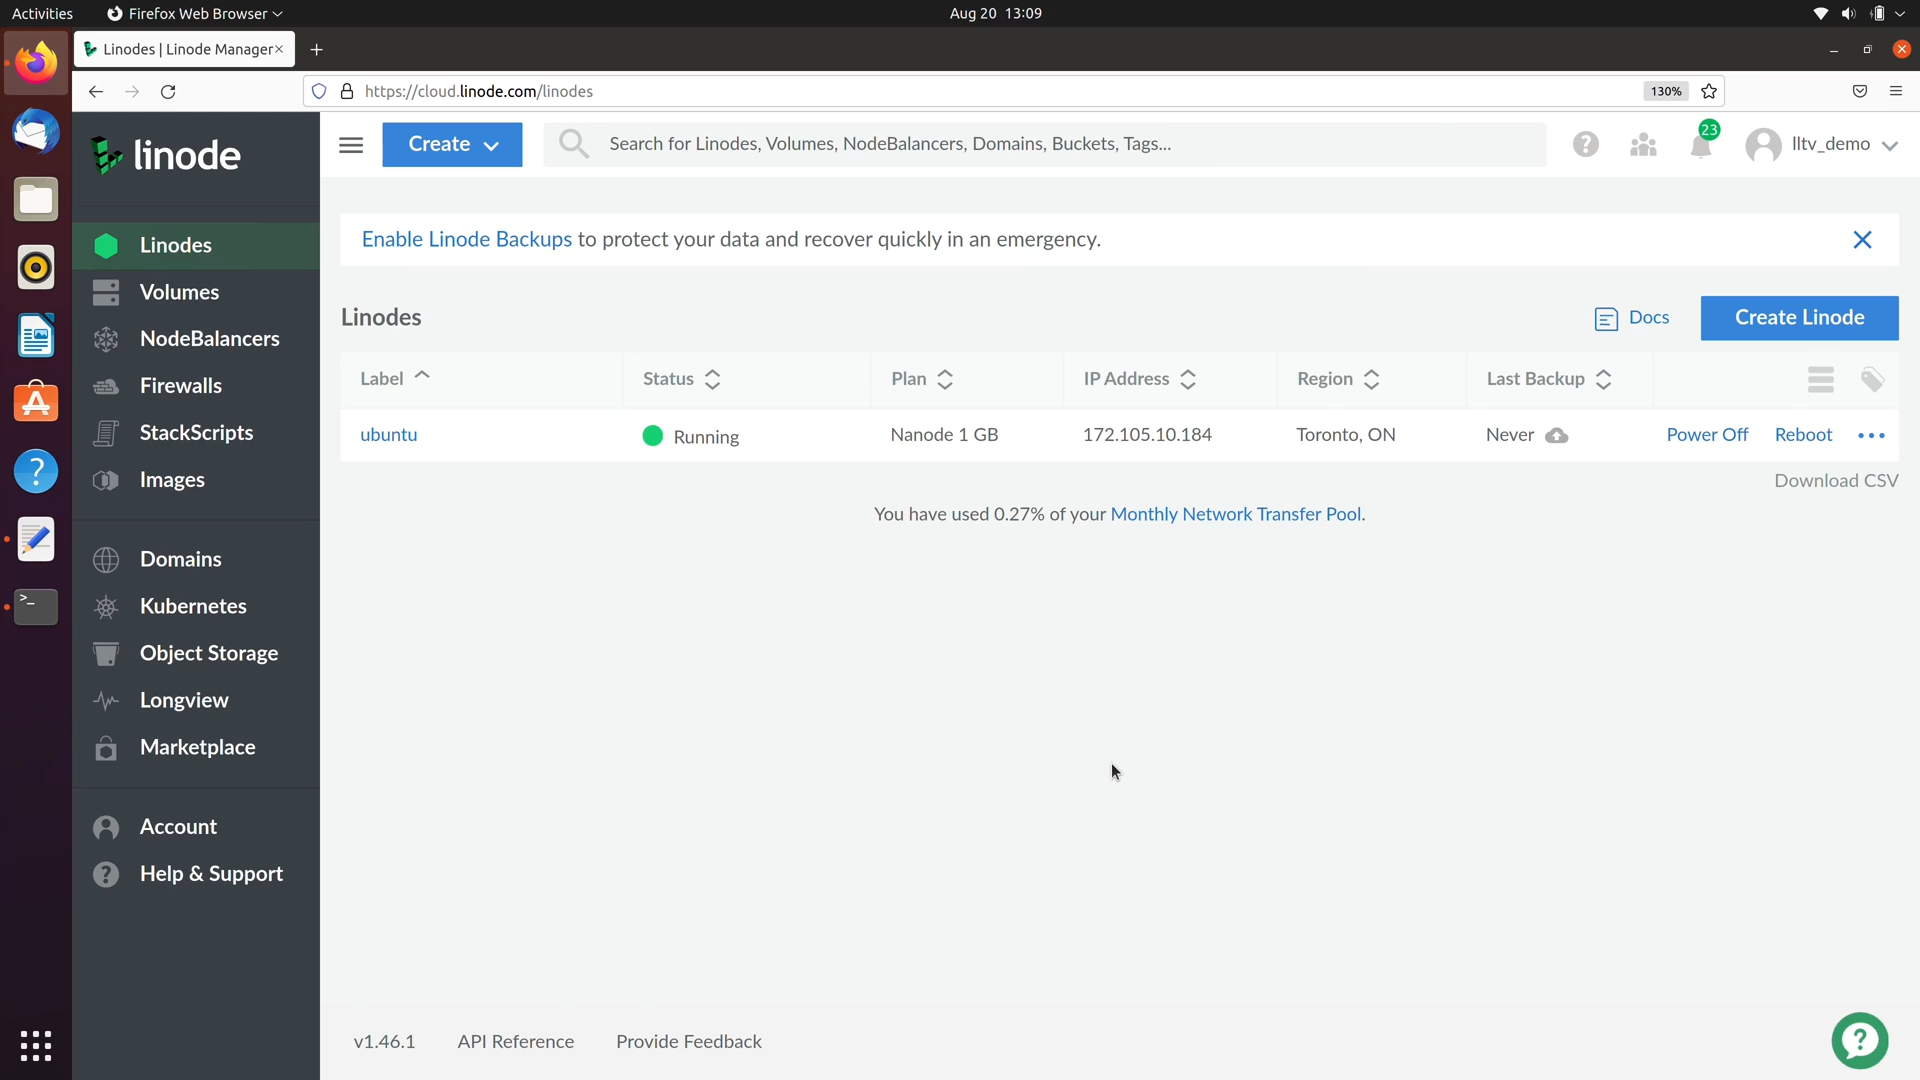 Activities
Firefox Web Browser
Aug 20 13:09
Linodes | Linode Manager
https://cloud.linode.com/linodes
130%
linode
Create
Search for Linodes, Volumes, NodeBalancers, Domains, Buckets, Tags...
23
lltv_demo
Linodes
Volumes
NodeBalancers
Firewalls
StackScripts
Images
Domains
Kubernetes
Object Storage
Longview
Marketplace
Account
Help & Support
Enable Linode Backups to protect your data and recover quickly in an emergency.
Linodes
Docs
Create Linode
Label Status Plan IP Address Region Last Backup
ubuntu Running Nanode 1 GB 172.105.10.184 Toronto, ON Never Power Off Reboot
Download CSV
You have used 0.27% of your Monthly Network Transfer Pool.
v1.46.1 API Reference Provide Feedback